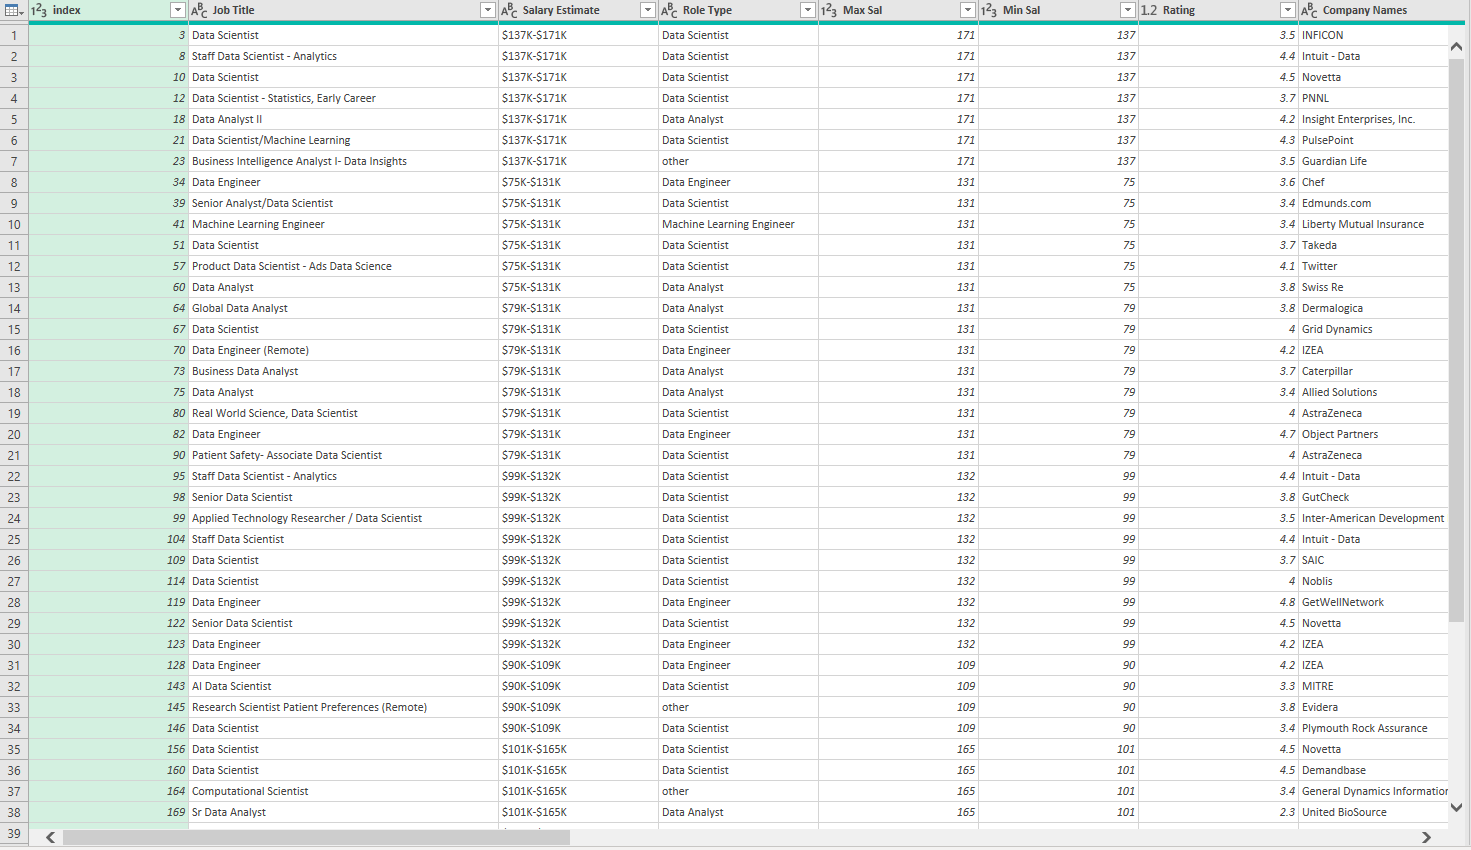 1²3 index ABC Job Title ABC Salary Estimate ABC Role Type 1²3 Max Sal 1²3 Min Sal 1.2 Rating ABC Company Names
1 3 Data Scientist $137K-$171K Data Scientist 171 137 3.5 INFICON
2 8 Staff Data Scientist - Analytics $137K-$171K Data Scientist 171 137 4.4 Intuit - Data
3 10 Data Scientist $137K-$171K Data Scientist 171 137 4.5 Novetta
4 12 Data Scientist - Statistics, Early Career $137K-$171K Data Scientist 171 137 3.7 PNNL
5 18 Data Analyst II $137K-$171K Data Analyst 171 137 4.2 Insight Enterprises, Inc.
6 21 Data Scientist/Machine Learning $137K-$171K Data Scientist 171 137 4.3 PulsePoint
7 23 Business Intelligence Analyst I- Data Insights $137K-$171K other 171 137 3.5 Guardian Life
8 34 Data Engineer $75K-$131K Data Engineer 131 75 3.6 Chef
9 39 Senior Analyst/Data Scientist $75K-$131K Data Scientist 131 75 3.4 Edmunds.com
10 41 Machine Learning Engineer $75K-$131K Machine Learning Engineer 131 75 3.4 Liberty Mutual Insurance
11 51 Data Scientist $75K-$131K Data Scientist 131 75 3.7 Takeda
12 57 Product Data Scientist - Ads Data Science $75K-$131K Data Scientist 131 75 4.1 Twitter
13 60 Data Analyst $75K-$131K Data Analyst 131 75 3.8 Swiss Re
14 64 Global Data Analyst $79K-$131K Data Analyst 131 79 3.8 Dermalogica
15 67 Data Scientist $79K-$131K Data Scientist 131 79 4 Grid Dynamics
16 70 Data Engineer (Remote) $79K-$131K Data Engineer 131 79 4.2 IZEA
17 73 Business Data Analyst $79K-$131K Data Analyst 131 79 3.7 Caterpillar
18 75 Data Analyst $79K-$131K Data Analyst 131 79 3.4 Allied Solutions
19 80 Real World Science, Data Scientist $79K-$131K Data Scientist 131 79 4 AstraZeneca
20 82 Data Engineer $79K-$131K Data Engineer 131 79 4.7 Object Partners
21 90 Patient Safety- Associate Data Scientist $79K-$131K Data Scientist 131 79 4 AstraZeneca
22 95 Staff Data Scientist - Analytics $99K-$132K Data Scientist 132 99 4.4 Intuit - Data
23 98 Senior Data Scientist $99K-$132K Data Scientist 132 99 3.8 GutCheck
24 99 Applied Technology Researcher / Data Scientist $99K-$132K Data Scientist 132 99 3.5 Inter-American Development
25 104 Staff Data Scientist $99K-$132K Data Scientist 132 99 4.4 Intuit - Data
26 109 Data Scientist $99K-$132K Data Scientist 132 99 3.7 SAIC
27 114 Data Scientist $99K-$132K Data Scientist 132 99 4 Noblis
28 119 Data Engineer $99K-$132K Data Engineer 132 99 4.8 GetWellNetwork
29 122 Senior Data Scientist $99K-$132K Data Scientist 132 99 4.5 Novetta
30 123 Data Engineer $99K-$132K Data Engineer 132 99 4.2 IZEA
31 128 Data Engineer $90K-$109K Data Engineer 109 90 4.2 IZEA
32 143 AI Data Scientist $90K-$109K Data Scientist 109 90 3.3 MITRE
33 145 Research Scientist Patient Preferences (Remote) $90K-$109K other 109 90 3.8 Evidera
34 146 Data Scientist $90K-$109K Data Scientist 109 90 3.4 Plymouth Rock Assurance
35 156 Data Scientist $101K-$165K Data Scientist 165 101 4.5 Novetta
36 160 Data Scientist $101K-$165K Data Scientist 165 101 4.5 Demandbase
37 164 Computational Scientist $101K-$165K other 165 101 3.4 General Dynamics Information
38 169 Sr Data Analyst $101K-$165K Data Analyst 165 101 2.3 United BioSource
39